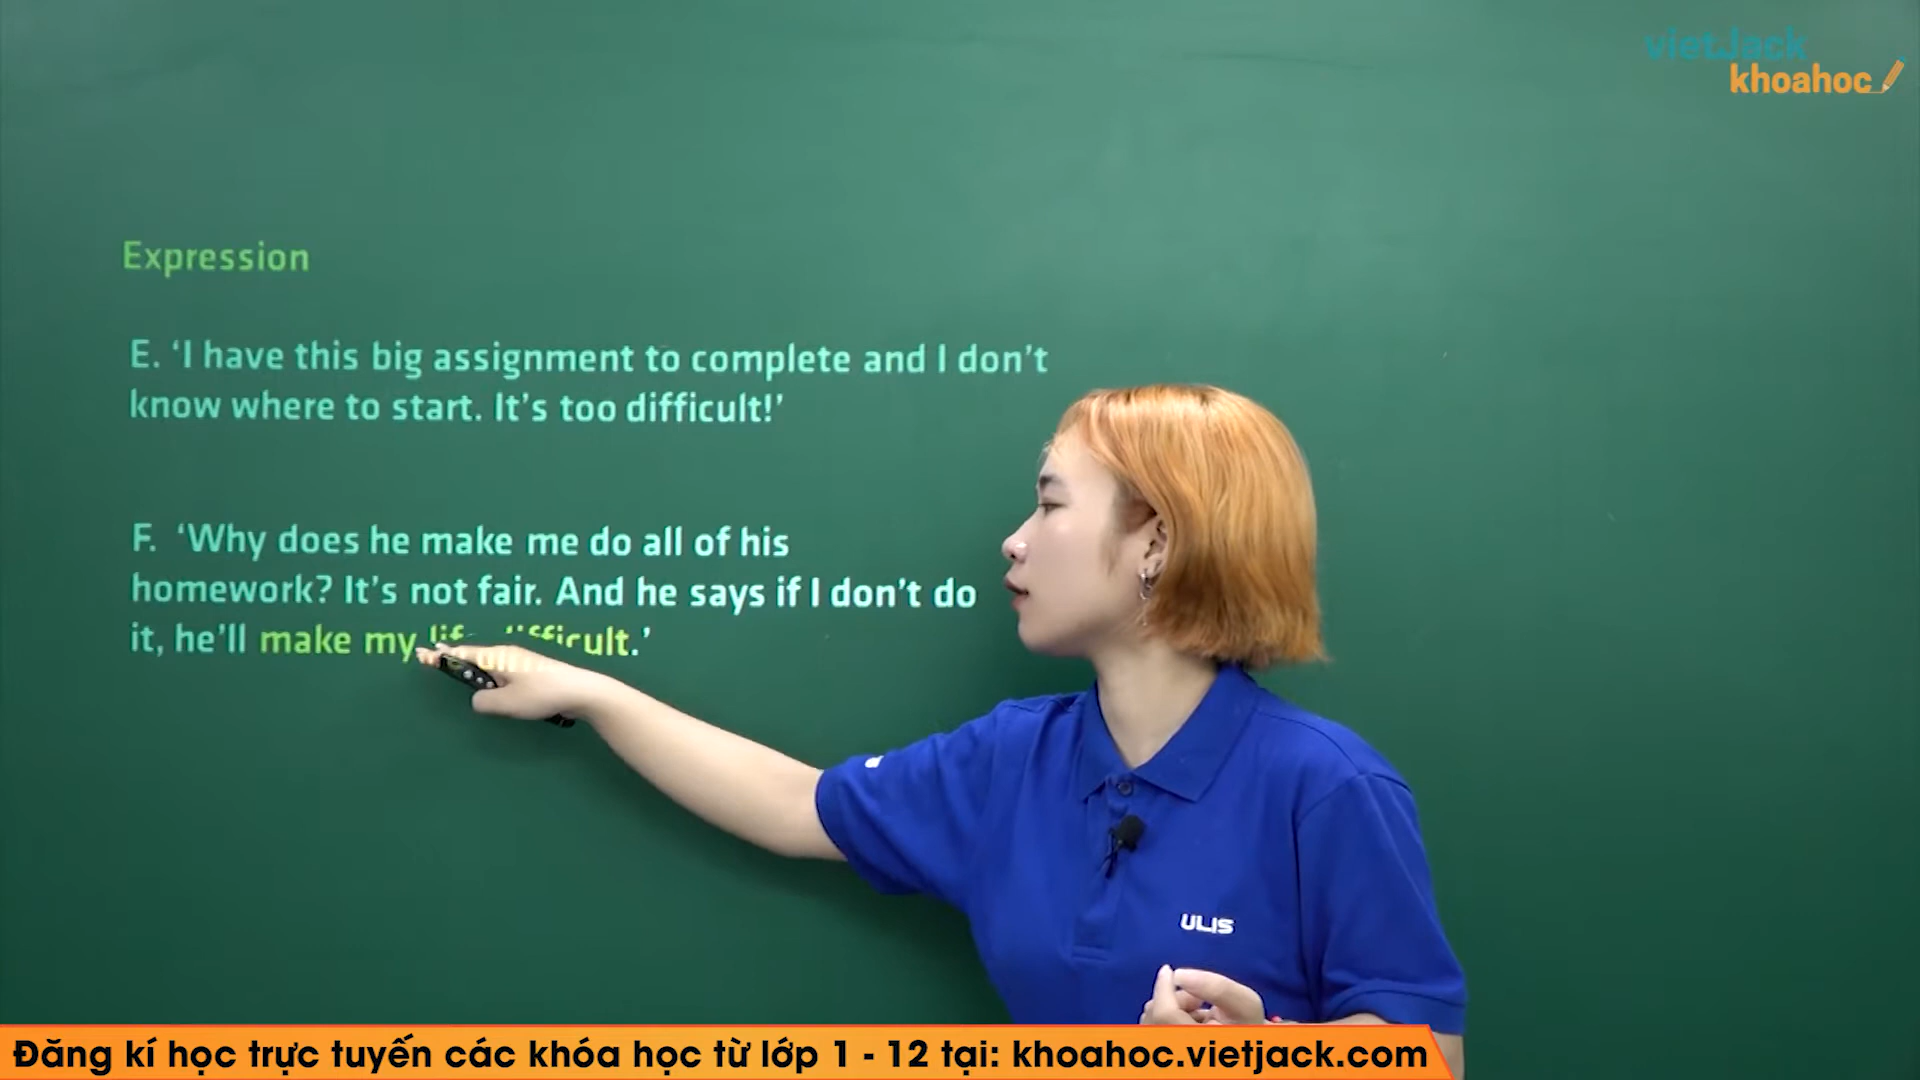 vietJack
khoahoc
Expression
E. ‘I have this big assignment to complete and I don’t
know where to start. It’s too difficult!’
F. ‘Why does he make me do all of his
homework? It’s not fair. And he says if I don’t do
it, he’ll make my life difficult.’
ULIS
Đăng kí học trực tuyến các khóa học từ lớp 1 - 12 tại: khoahoc.vietjack.com